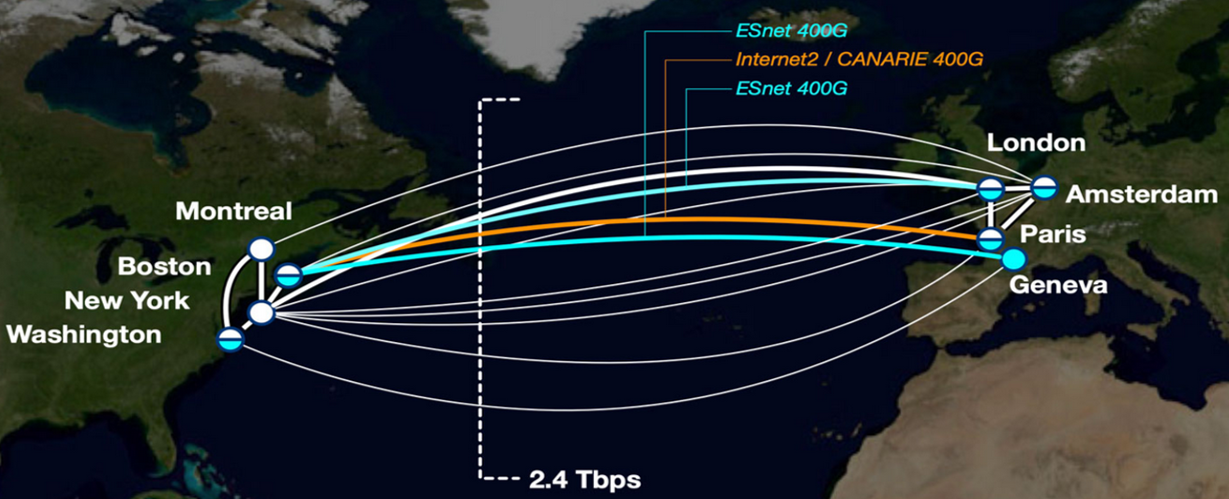 ESnet 400G
Internet2 / CANARIE 400G
ESnet 400G
London
Amsterdam
Montreal
Paris
Boston
Geneva
New York
Washington
2.4 Tbps